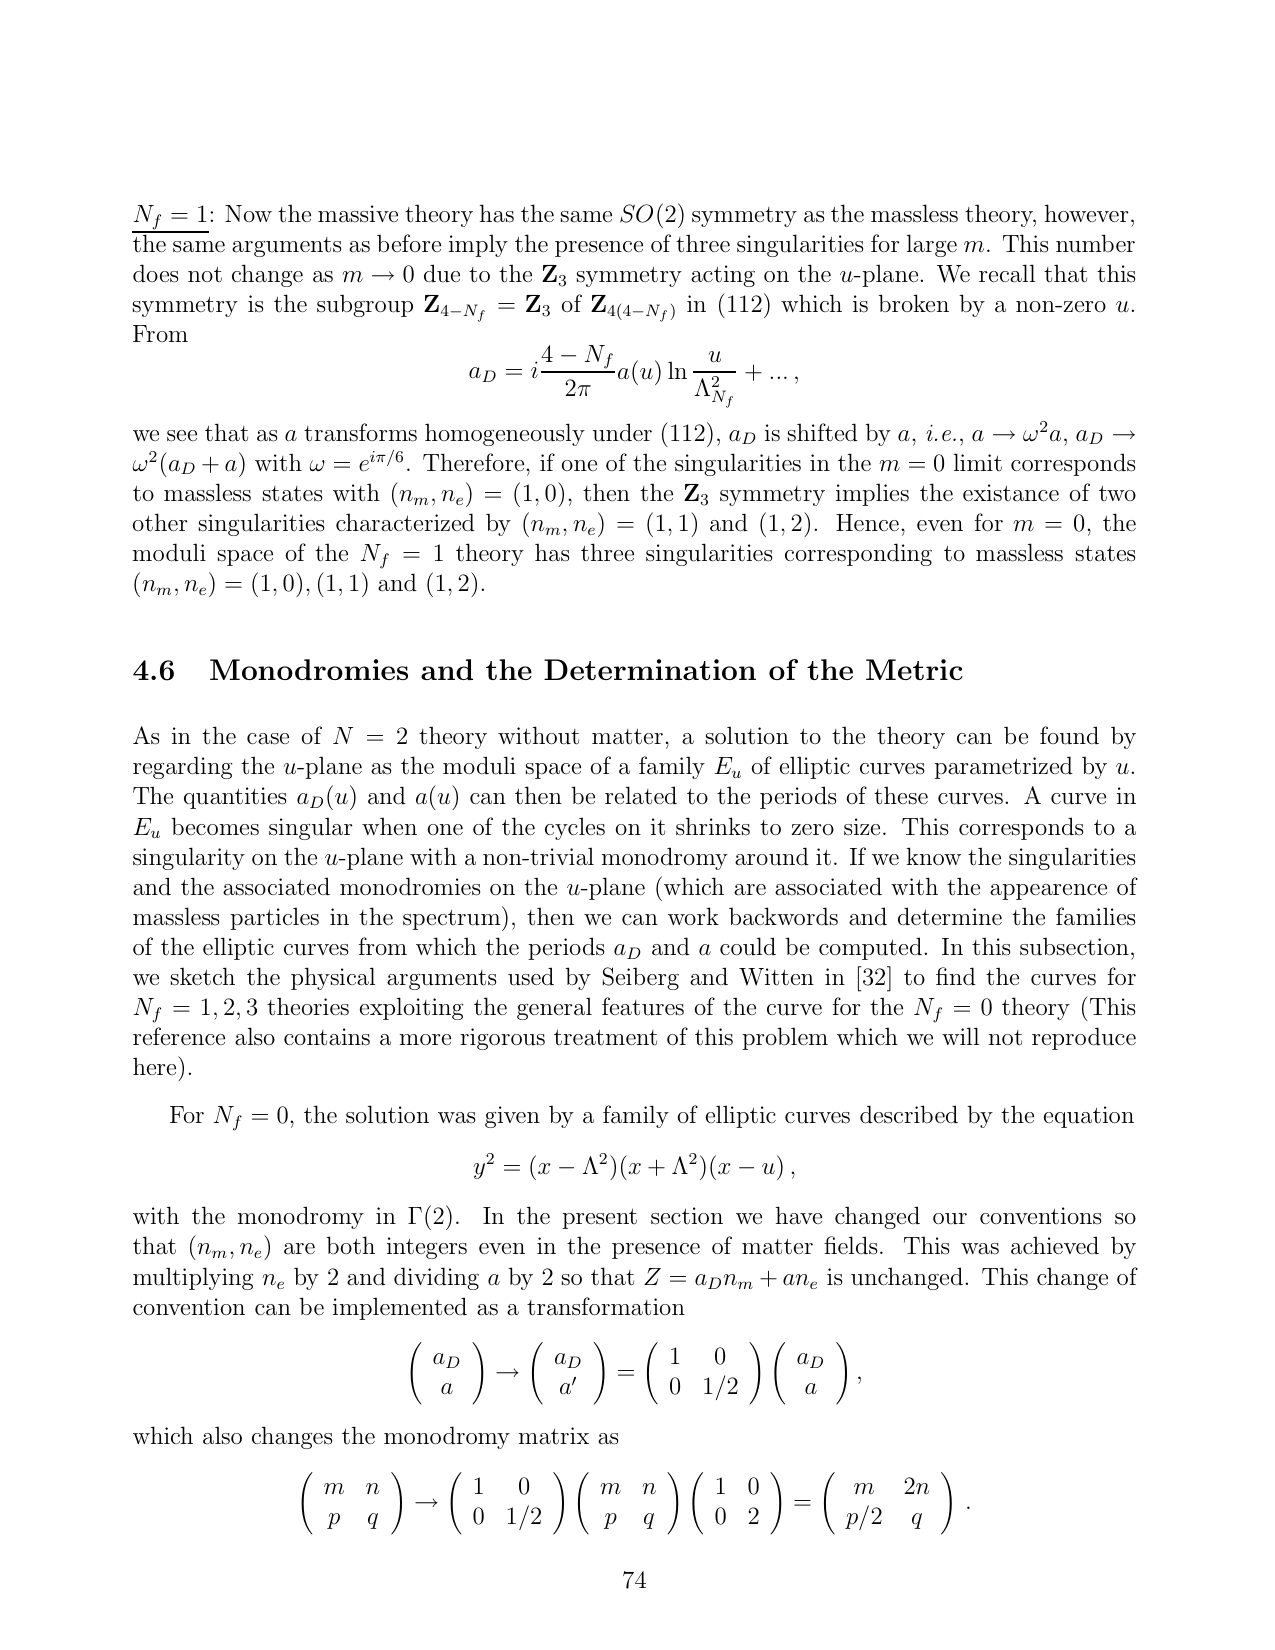 N_f = 1: Now the massive theory has the same SO(2) symmetry as the massless theory, however,
the same arguments as before imply the presence of three singularities for large m. This number
does not change as m → 0 due to the Z_3 symmetry acting on the u-plane. We recall that this
symmetry is the subgroup Z_{4−N_f} = Z_3 of Z_{4(4−N_f)} in (112) which is broken by a non-zero u.
From
a_D = i \frac{4 − N_f}{2π} a(u) ln \frac{u}{Λ^2_{N_f}} + ... ,
we see that as a transforms homogeneously under (112), a_D is shifted by a, i.e., a → ω^2a, a_D →
ω^2(a_D + a) with ω = e^{iπ/6}. Therefore, if one of the singularities in the m = 0 limit corresponds
to massless states with (n_m, n_e) = (1, 0), then the Z_3 symmetry implies the existance of two
other singularities characterized by (n_m, n_e) = (1, 1) and (1, 2). Hence, even for m = 0, the
moduli space of the N_f = 1 theory has three singularities corresponding to massless states
(n_m, n_e) = (1, 0), (1, 1) and (1, 2).
4.6 Monodromies and the Determination of the Metric
As in the case of N = 2 theory without matter, a solution to the theory can be found by
regarding the u-plane as the moduli space of a family E_u of elliptic curves parametrized by u.
The quantities a_D(u) and a(u) can then be related to the periods of these curves. A curve in
E_u becomes singular when one of the cycles on it shrinks to zero size. This corresponds to a
singularity on the u-plane with a non-trivial monodromy around it. If we know the singularities
and the associated monodromies on the u-plane (which are associated with the appearence of
massless particles in the spectrum), then we can work backwords and determine the families
of the elliptic curves from which the periods a_D and a could be computed. In this subsection,
we sketch the physical arguments used by Seiberg and Witten in [32] to find the curves for
N_f = 1, 2, 3 theories exploiting the general features of the curve for the N_f = 0 theory (This
reference also contains a more rigorous treatment of this problem which we will not reproduce
here).
For N_f = 0, the solution was given by a family of elliptic curves described by the equation
y^2 = (x − Λ^2)(x + Λ^2)(x − u) ,
with the monodromy in Γ(2). In the present section we have changed our conventions so
that (n_m, n_e) are both integers even in the presence of matter fields. This was achieved by
multiplying n_e by 2 and dividing a by 2 so that Z = a_Dn_m + an_e is unchanged. This change of
convention can be implemented as a transformation
\begin{pmatrix} a_D \\ a \end{pmatrix} → \begin{pmatrix} a_D \\ a′ \end{pmatrix} = \begin{pmatrix} 1 & 0 \\ 0 & 1/2 \end{pmatrix} \begin{pmatrix} a_D \\ a \end{pmatrix} ,
which also changes the monodromy matrix as
\begin{pmatrix} m & n \\ p & q \end{pmatrix} → \begin{pmatrix} 1 & 0 \\ 0 & 1/2 \end{pmatrix} \begin{pmatrix} m & n \\ p & q \end{pmatrix} \begin{pmatrix} 1 & 0 \\ 0 & 2 \end{pmatrix} = \begin{pmatrix} m & 2n \\ p/2 & q \end{pmatrix} .
74